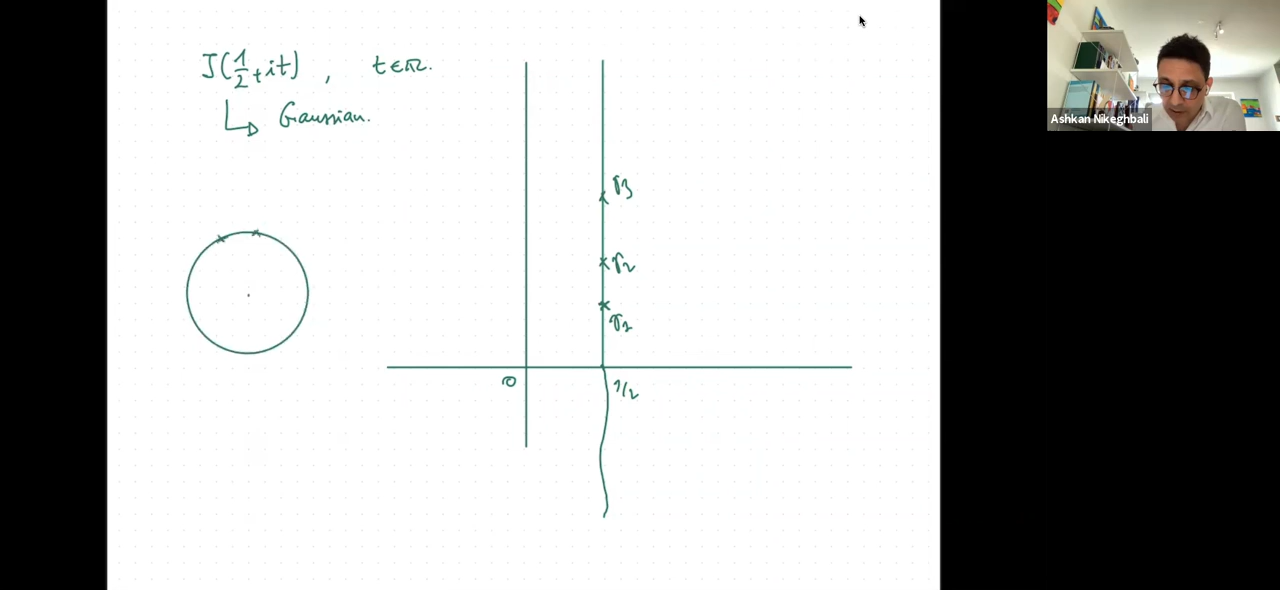 ζ(1/2+it) , t∈ℝ.
↳ Gaussian.
γ3
γ2
γ1
0
1/2
Ashkan Nikeghbali